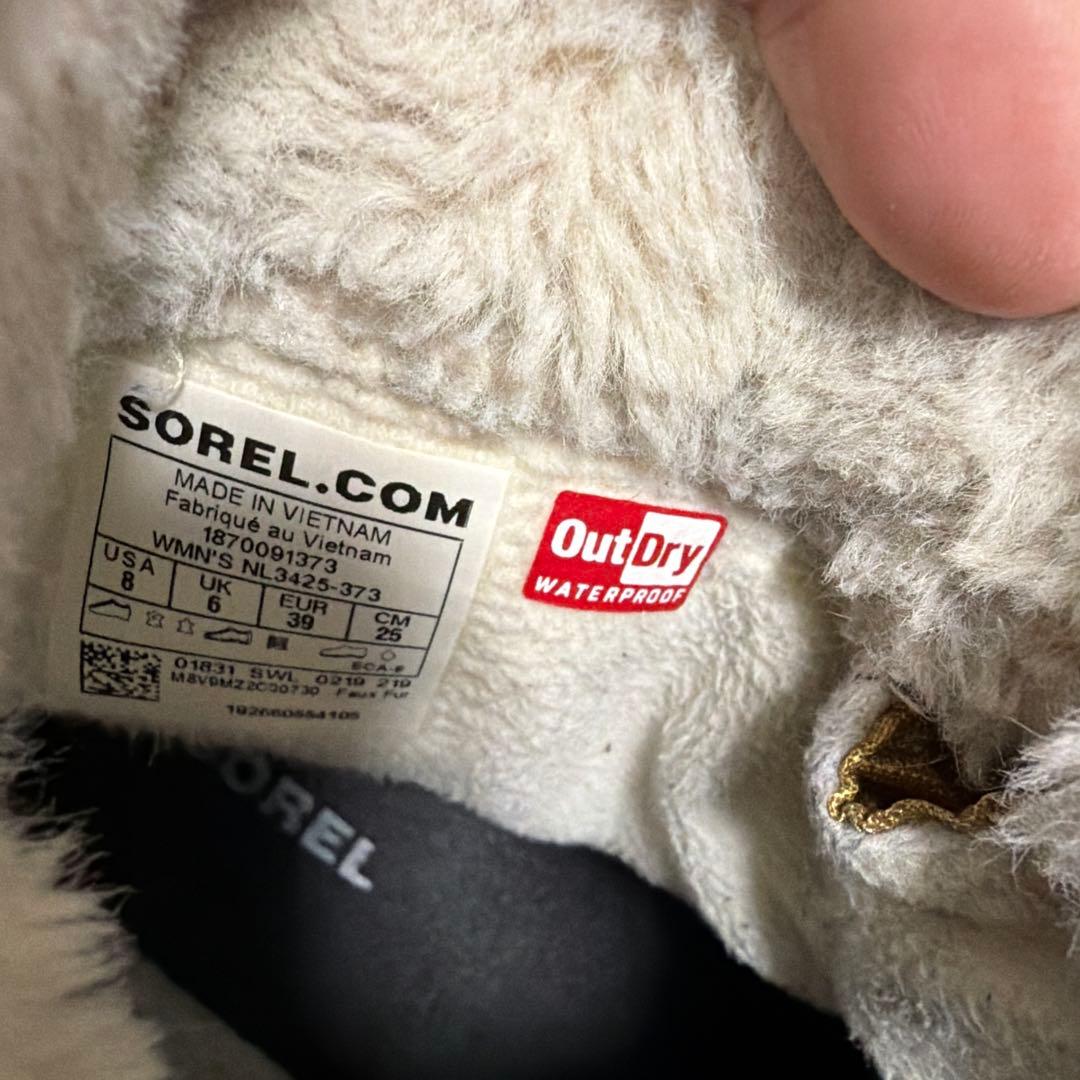 SOREL.COM
MADE IN VIETNAM
Fabriqué au Vietnam
1870091373
WMN'S NL3425-373
USA UK EUR CM
8 6 39 25
01831 SWL 0219 219
Faux Fur
192660554105
OutDry
WATERPROOF
SOREL